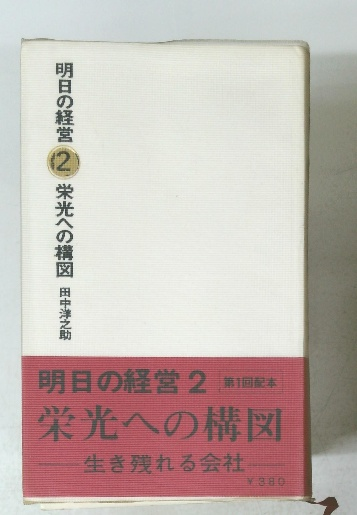 明日の経営
2
栄光への構図
田中洋之助
明日の経営2
第1回配本
栄光への構図
生き残れる会社
￥380